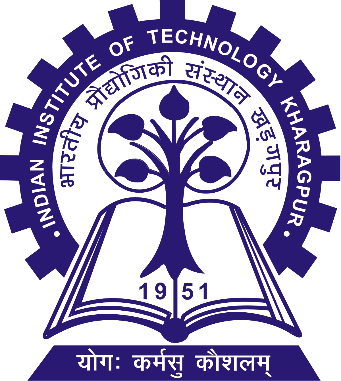 INDIAN INSTITUTE OF TECHNOLOGY KHARAGPUR
भारतीय प्रौद्योगिकी संस्थान खड़गपुर
1951
योगः कर्मसु कौशलम्